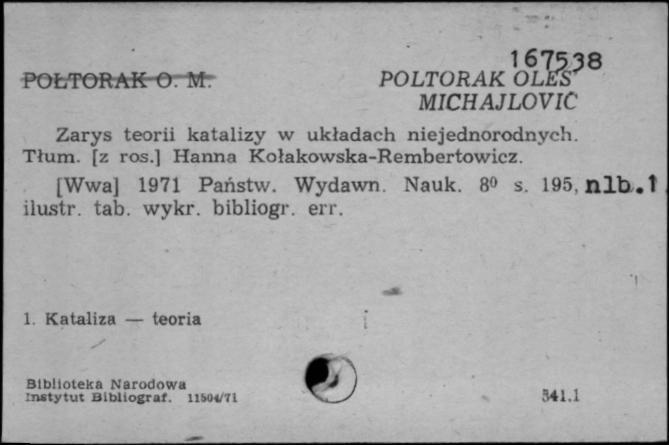 167538
POŁTORAK O. M.
POLTORAK OLES'
MICHAJLOVIČ
Zarys teorii katalizy w układach niejednorodnych.
Tłum. [z ros.] Hanna Kołakowska-Rembertowicz.
[Wwa] 1971 Państw. Wydawn. Nauk. 8⁰ s. 195, nlb. 1
ilustr. tab. wykr. bibliogr. err.
1. Kataliza — teoria
Biblioteka Narodowa
Instytut Bibliograf. 11504/71
541.1